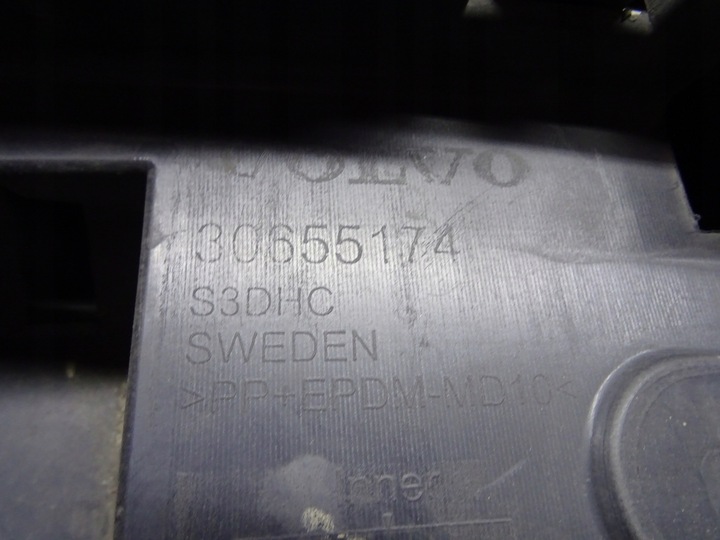 VOLVO
30655174
S3DHC
SWEDEN
>PP+EPDM-MD10<